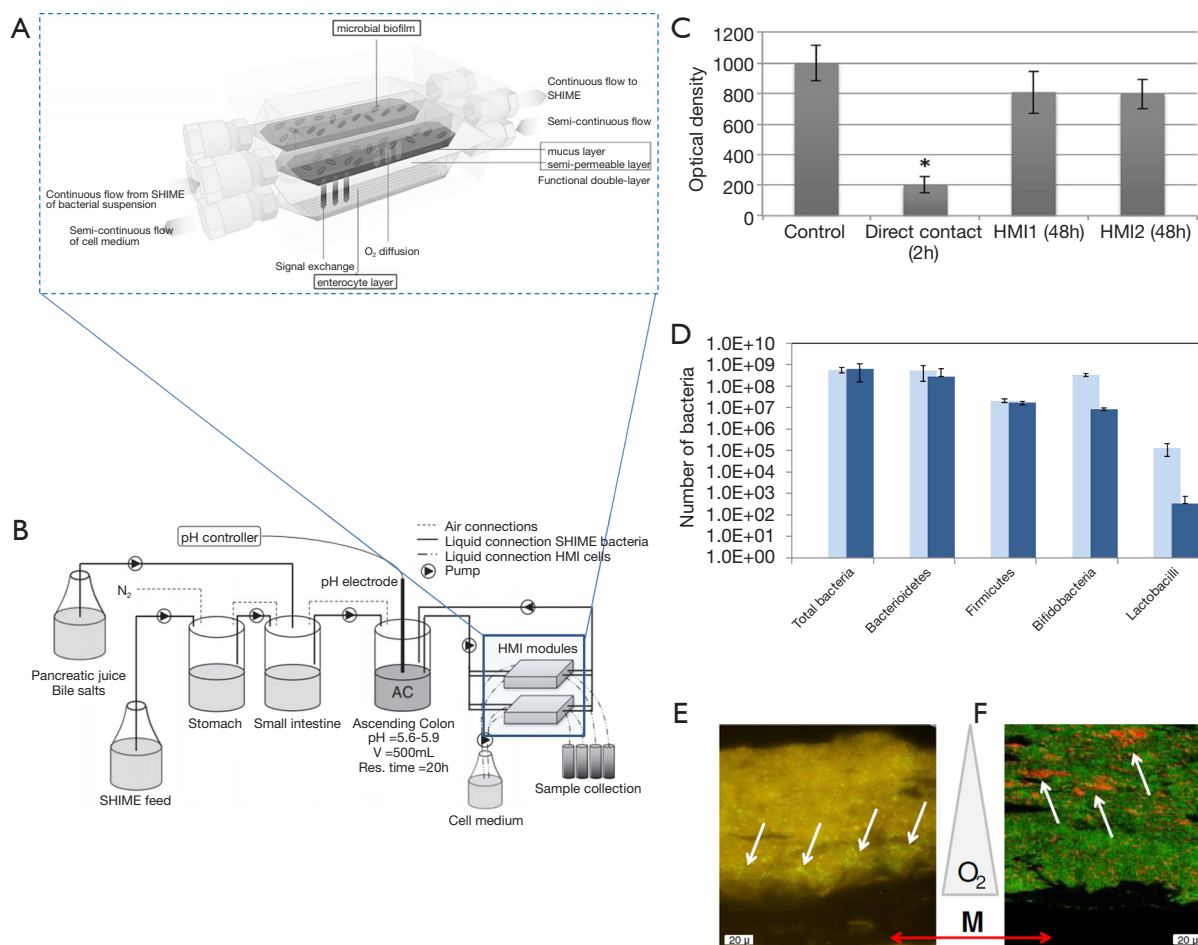 A
microbial biofilm
Continuous flow to
SHIME
Semi-continuous flow
mucus layer
semi-permeable layer
Functional double-layer
Continuous flow from SHIME
of bacterial suspension
Semi-continuous flow
of cell medium
O₂ diffusion
Signal exchange
enterocyte layer
B
pH controller
Air connections
Liquid connection SHIME bacteria
Liquid connection HMI cells
Pump
N₂
pH electrode
HMI modules
AC
Pancreatic juice
Bile salts
Stomach
Small intestine
Ascending Colon
pH =5.6-5.9
V =500mL
Res. time =20h
SHIME feed
Cell medium
Sample collection
C
Optical density
1200
1000
800
600
400
200
0
*
Control
Direct contact
(2h)
HMI1 (48h)
HMI2 (48h)
D
Number of bacteria
1.0E+10
1.0E+09
1.0E+08
1.0E+07
1.0E+06
1.0E+05
1.0E+04
1.0E+03
1.0E+02
1.0E+01
1.0E+00
Total bacteria
Bacterioidetes
Firmicutes
Bifidobacteria
Lactobacilli
E
F
O₂
M
20 µ
20 µ